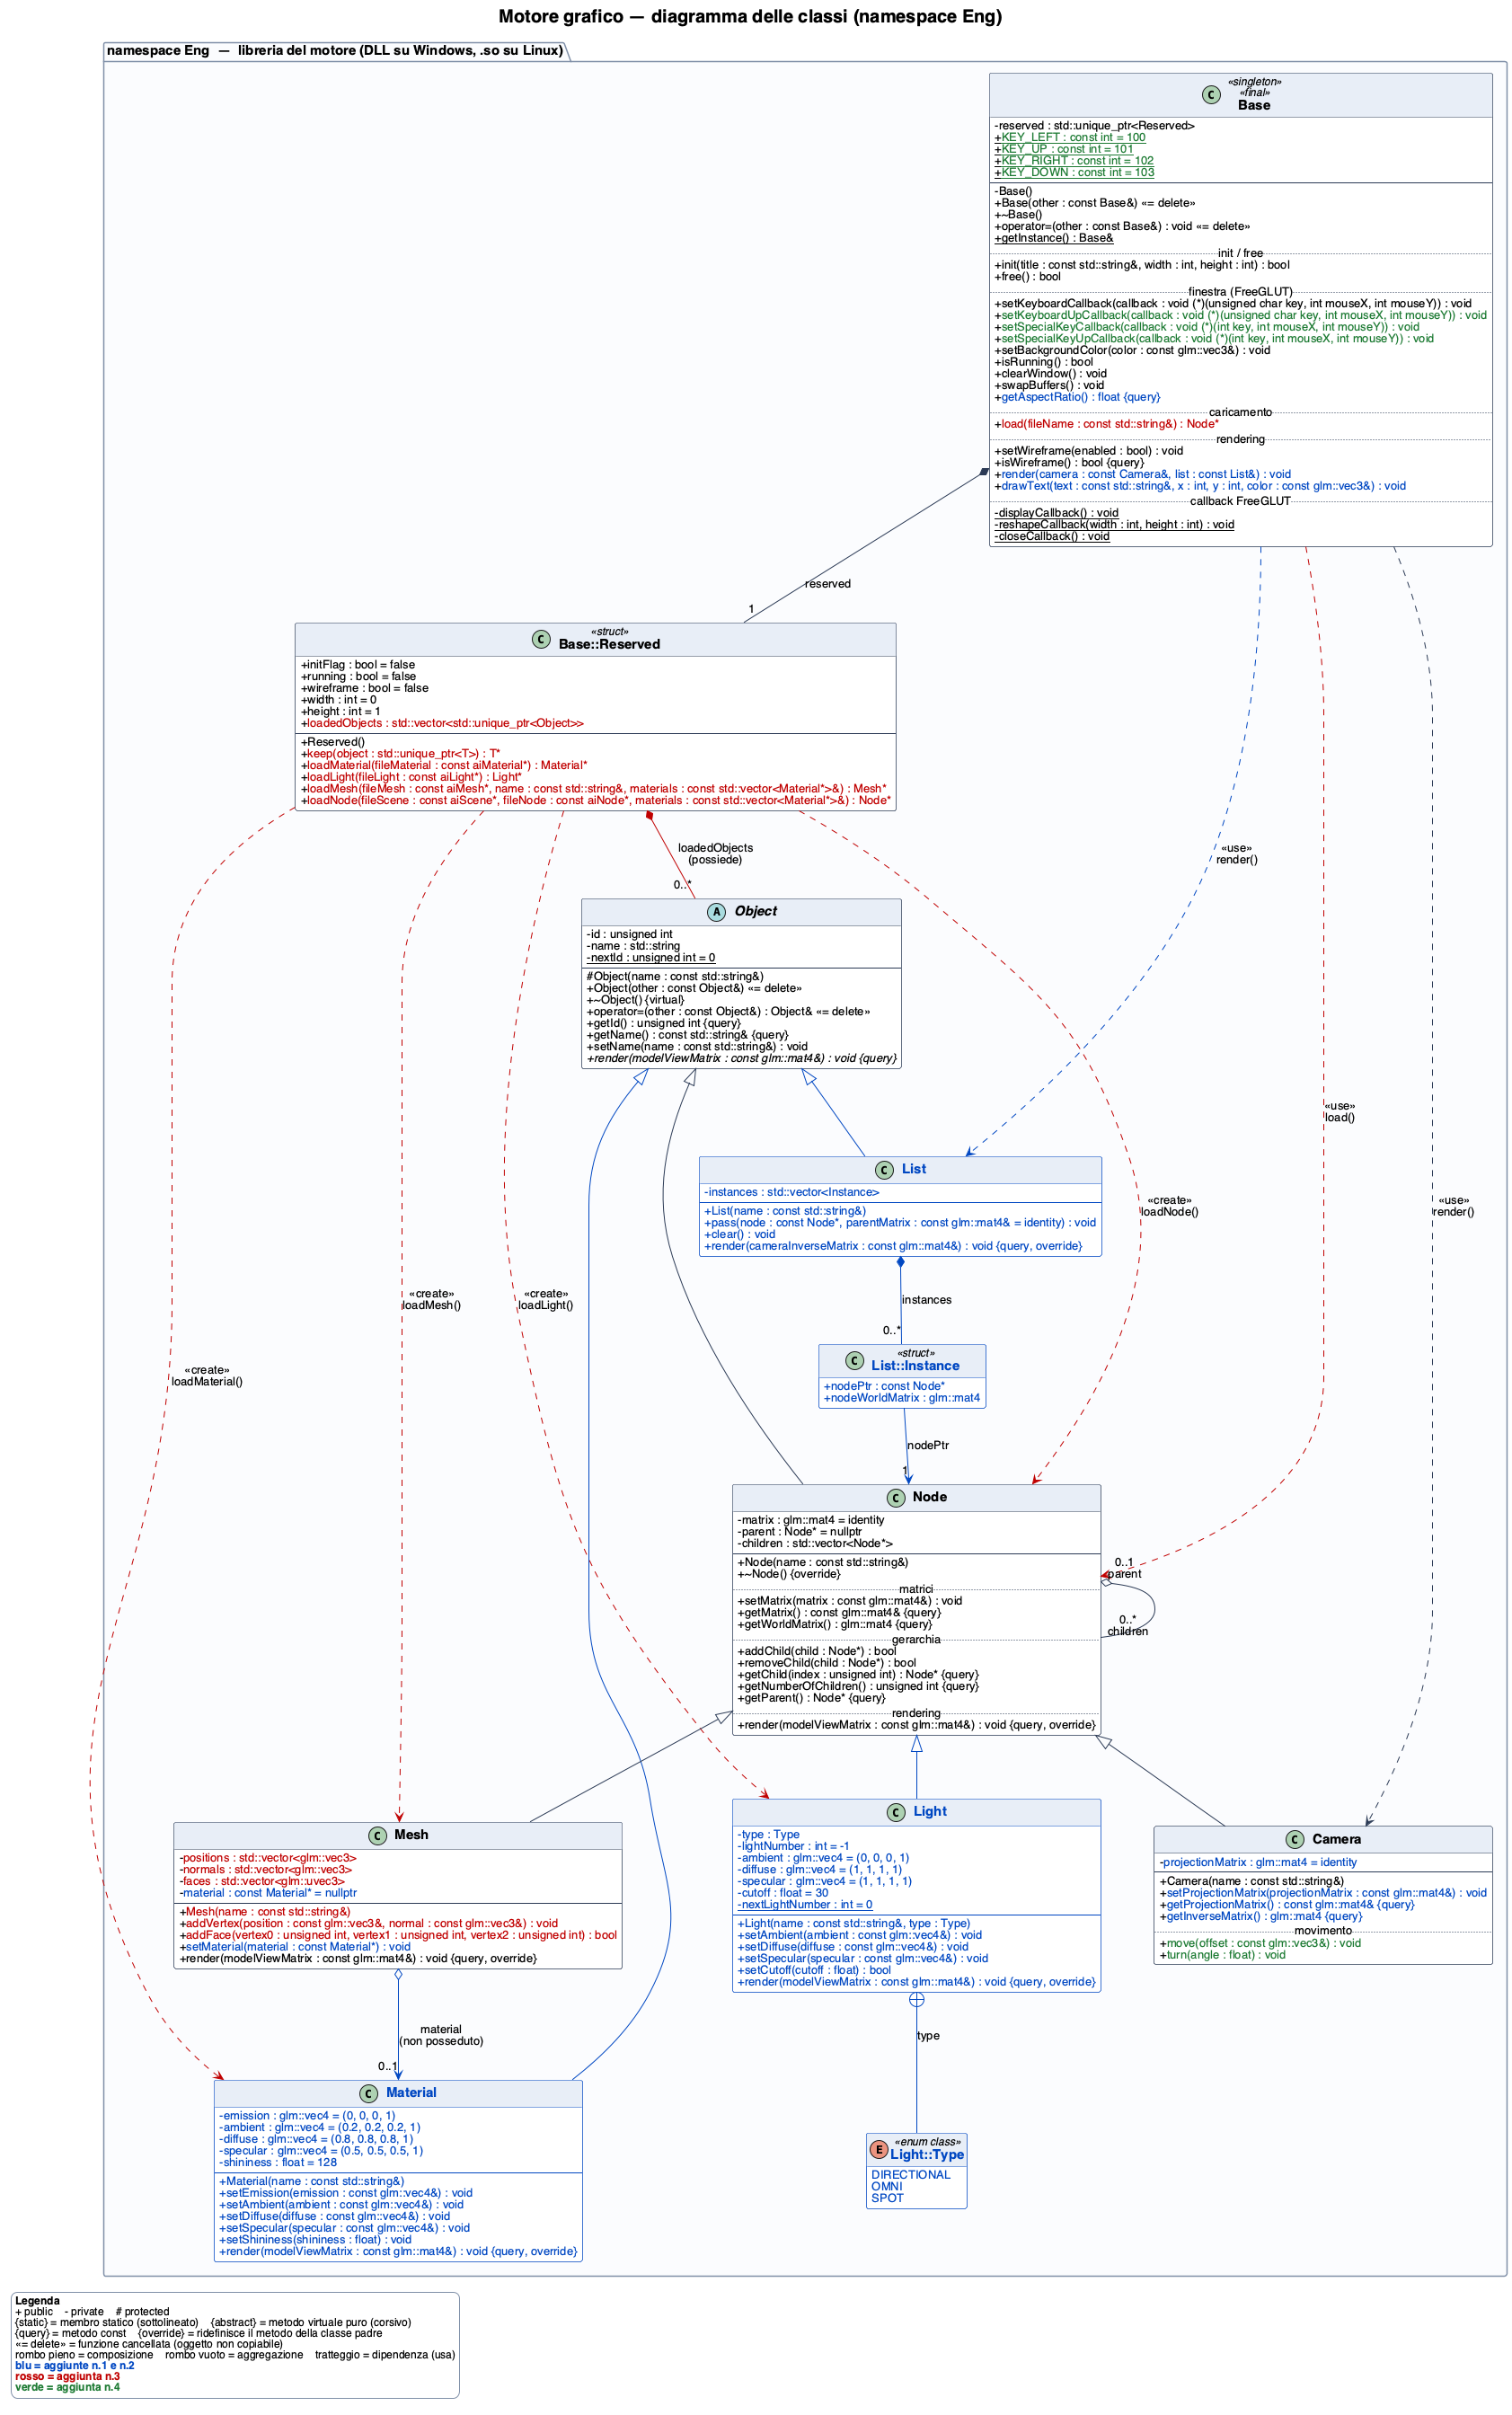 Motore grafico — diagramma delle classi (namespace Eng)
namespace Eng — libreria del motore (DLL su Windows, .so su Linux)
«singleton»
«final»
C
Base
-reserved : std::unique_ptr<Reserved>
+KEY_LEFT : const int = 100
+KEY_UP : const int = 101
+KEY_RIGHT : const int = 102
+KEY_DOWN : const int = 103
-Base()
+Base(other : const Base&) «= delete»
+~Base()
+operator=(other : const Base&) : void «= delete»
+getInstance() : Base&
init / free
+init(title : const std::string&, width : int, height : int) : bool
+free() : bool
finestra (FreeGLUT)
+setKeyboardCallback(callback : void (*)(unsigned char key, int mouseX, int mouseY)) : void
+setKeyboardUpCallback(callback : void (*)(unsigned char key, int mouseX, int mouseY)) : void
+setSpecialKeyCallback(callback : void (*)(int key, int mouseX, int mouseY)) : void
+setSpecialKeyUpCallback(callback : void (*)(int key, int mouseX, int mouseY)) : void
+setBackgroundColor(color : const glm::vec3&) : void
+isRunning() : bool
+clearWindow() : void
+swapBuffers() : void
+getAspectRatio() : float {query}
caricamento
+load(fileName : const std::string&) : Node*
rendering
+setWireframe(enabled : bool) : void
+isWireframe() : bool {query}
+render(camera : const Camera&, list : const List&) : void
+drawText(text : const std::string&, x : int, y : int, color : const glm::vec3&) : void
callback FreeGLUT
-displayCallback() : void
-reshapeCallback(width : int, height : int) : void
-closeCallback() : void
reserved
1
«struct»
C
Base::Reserved
+initFlag : bool = false
+running : bool = false
+wireframe : bool = false
+width : int = 0
+height : int = 1
+loadedObjects : std::vector<std::unique_ptr<Object>>
+Reserved()
+keep(object : std::unique_ptr<T>) : T*
+loadMaterial(fileMaterial : const aiMaterial*) : Material*
+loadLight(fileLight : const aiLight*) : Light*
+loadMesh(fileMesh : const aiMesh*, name : const std::string&, materials : const std::vector<Material*>&) : Mesh*
+loadNode(fileScene : const aiScene*, fileNode : const aiNode*, materials : const std::vector<Material*>&) : Node*
loadedObjects
(possiede)
0..*
«use»
render()
A
Object
-id : unsigned int
-name : std::string
-nextId : unsigned int = 0
#Object(name : const std::string&)
+Object(other : const Object&) «= delete»
+~Object() {virtual}
+operator=(other : const Object&) : Object& «= delete»
+getId() : unsigned int {query}
+getName() : const std::string& {query}
+setName(name : const std::string&) : void
+render(modelViewMatrix : const glm::mat4&) : void {query}
«use»
load()
C
List
-instances : std::vector<Instance>
+List(name : const std::string&)
+pass(node : const Node*, parentMatrix : const glm::mat4& = identity) : void
+clear() : void
+render(cameraInverseMatrix : const glm::mat4&) : void {query, override}
«create»
loadNode()
«use»
render()
«create»
loadMesh()
«create»
loadLight()
instances
0..*
«create»
loadMaterial()
«struct»
C
List::Instance
+nodePtr : const Node*
+nodeWorldMatrix : glm::mat4
nodePtr
1
C
Node
-matrix : glm::mat4 = identity
-parent : Node* = nullptr
-children : std::vector<Node*>
+Node(name : const std::string&)
+~Node() {override}
matrici
+setMatrix(matrix : const glm::mat4&) : void
+getMatrix() : const glm::mat4& {query}
+getWorldMatrix() : glm::mat4 {query}
gerarchia
+addChild(child : Node*) : bool
+removeChild(child : Node*) : bool
+getChild(index : unsigned int) : Node* {query}
+getNumberOfChildren() : unsigned int {query}
+getParent() : Node* {query}
rendering
+render(modelViewMatrix : const glm::mat4&) : void {query, override}
0..1
parent
0..*
children
C
Mesh
-positions : std::vector<glm::vec3>
-normals : std::vector<glm::vec3>
-faces : std::vector<glm::uvec3>
-material : const Material* = nullptr
+Mesh(name : const std::string&)
+addVertex(position : const glm::vec3&, normal : const glm::vec3&) : void
+addFace(vertex0 : unsigned int, vertex1 : unsigned int, vertex2 : unsigned int) : bool
+setMaterial(material : const Material*) : void
+render(modelViewMatrix : const glm::mat4&) : void {query, override}
C
Light
-type : Type
-lightNumber : int = -1
-ambient : glm::vec4 = (0, 0, 0, 1)
-diffuse : glm::vec4 = (1, 1, 1, 1)
-specular : glm::vec4 = (1, 1, 1, 1)
-cutoff : float = 30
-nextLightNumber : int = 0
+Light(name : const std::string&, type : Type)
+setAmbient(ambient : const glm::vec4&) : void
+setDiffuse(diffuse : const glm::vec4&) : void
+setSpecular(specular : const glm::vec4&) : void
+setCutoff(cutoff : float) : bool
+render(modelViewMatrix : const glm::mat4&) : void {query, override}
C
Camera
-projectionMatrix : glm::mat4 = identity
+Camera(name : const std::string&)
+setProjectionMatrix(projectionMatrix : const glm::mat4&) : void
+getProjectionMatrix() : const glm::mat4& {query}
+getInverseMatrix() : glm::mat4 {query}
movimento
+move(offset : const glm::vec3&) : void
+turn(angle : float) : void
material
(non posseduto)
0..1
type
C
Material
-emission : glm::vec4 = (0, 0, 0, 1)
-ambient : glm::vec4 = (0.2, 0.2, 0.2, 1)
-diffuse : glm::vec4 = (0.8, 0.8, 0.8, 1)
-specular : glm::vec4 = (0.5, 0.5, 0.5, 1)
-shininess : float = 128
+Material(name : const std::string&)
+setEmission(emission : const glm::vec4&) : void
+setAmbient(ambient : const glm::vec4&) : void
+setDiffuse(diffuse : const glm::vec4&) : void
+setSpecular(specular : const glm::vec4&) : void
+setShininess(shininess : float) : void
+render(modelViewMatrix : const glm::mat4&) : void {query, override}
«enum class»
E
Light::Type
DIRECTIONAL
OMNI
SPOT
Legenda
+ public - private # protected
{static} = membro statico (sottolineato) {abstract} = metodo virtuale puro (corsivo)
{query} = metodo const {override} = ridefinisce il metodo della classe padre
«= delete» = funzione cancellata (oggetto non copiabile)
rombo pieno = composizione rombo vuoto = aggregazione tratteggio = dipendenza (usa)
blu = aggiunte n.1 e n.2
rosso = aggiunta n.3
verde = aggiunta n.4